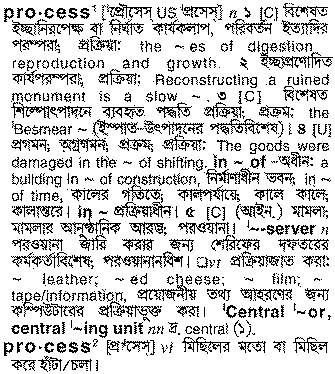 pro·cess¹ [প্রৌসেস্ US প্রসেস্] n ১ [C] বিশেষত
ইচ্ছানিরপেক্ষ বা নির্ধাত কার্যকলাপ, পরিবর্তন ইত্যাদির
পরম্পরা; প্রক্রিয়া: the ~es of digestion,
reproduction and growth. ২ ইচ্ছাপ্রণোদিত
কার্যপরম্পরা; প্রক্রিয়া: Reconstructing a ruined
monument is a slow ~. ৩ [C] বিশেষত
শিল্পোৎপাদনে ব্যবহৃত পদ্ধতি প্রক্রিয়া; প্রক্রম: the
ˈBesmear ~ (ইস্পাত-উৎপাদনের পদ্ধতিবিশেষ)। ৪ [U]
প্রগমন; অগ্রগমন; প্রক্রম; প্রক্রিয়া: The goods were
damaged in the ~ of shifting. in ~ of -অধীন: a
building in ~ of construction, নির্মাণাধীন ভবন; in ~
of time, কালের গতিতে; কালপর্যায়ে; কালে কালে;
কালান্তরে। in ~ প্রক্রিয়াধীন। ৫ [C] (আইন.) মামলা;
মামলার আনুষ্ঠানিক আরম্ভ; পরওয়ানা। ˈ~-server n
পরওয়ানা জারি করার জন্য শেরিফের দফতরের
কর্মকর্তাবিশেষ; পরওয়ানানবিশ। □vt প্রক্রিয়াজাত করা:
~ leather; ~ed cheese; ~ film; ~
tape/information, প্রয়োজনীয় তথ্য আহরণের জন্য
কম্পিউটারের প্রক্রিয়াভুক্ত করা। ˈCentral ˈ~or,
central ˈ~ing unit nn দ্র. central (১).
pro·cess² [প্রˈসেস্] vi মিছিলের মতো বা মিছিল
করে হাঁটা/চলা।